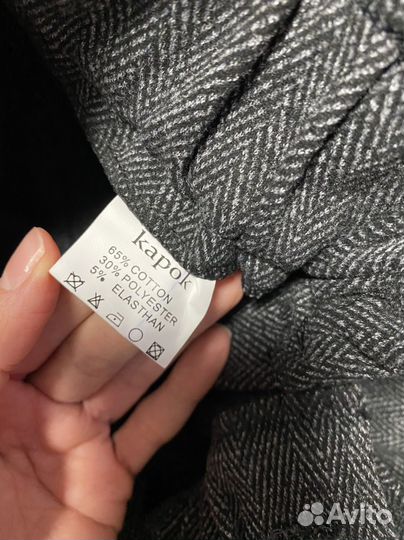 kapok
65% COTTON
30% POLYESTER
5% ELASTHAN
Avito